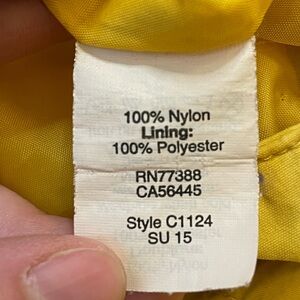 100% Nylon
Lining:
100% Polyester
RN77388
CA56445
Style C1124
SU 15